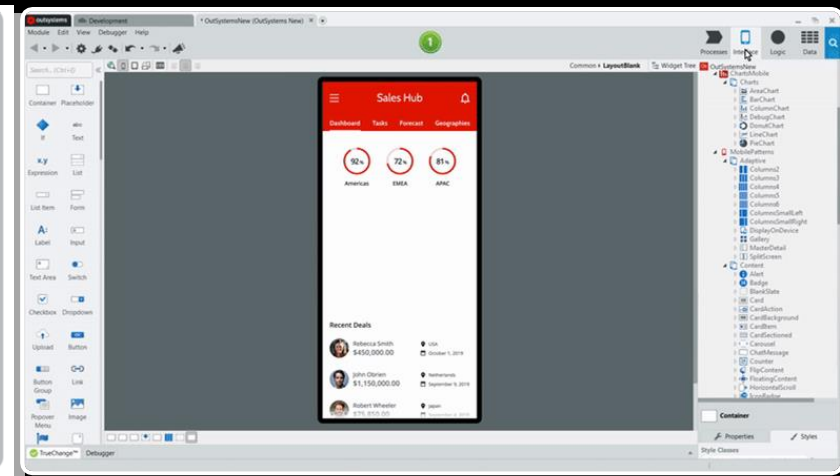 outsystems
Development
* OutSystemsNew (OutSystems New)
Module Edit View Debugger Help
1
Processes
Interface
Logic
Data
Search... (Ctrl+E)
Common
LayoutBlank
Widget Tree
OutSystemsNew
Container
Placeholder
If
abc
Text
x.y
Expression
List
List Item
Form
A:
Label
Input
Text Area
Switch
Checkbox
Dropdown
Upload
Button
Button Group
Link
Popover Menu
Image
Sales Hub
Dashboard
Tasks
Forecast
Geographies
92%
72%
81%
Americas
EMEA
APAC
Recent Deals
Rebecca Smith
$450,000.00
USA
October 1, 2019
John Obrien
$1,150,000.00
Netherlands
September 9, 2019
Robert Wheeler
$75,850.00
Japan
ChartsMobile
Charts
AreaChart
BarChart
ColumnChart
DebugChart
DonutChart
LineChart
PieChart
MobilePatterns
Adaptive
Columns2
Columns3
Columns4
Columns5
Columns6
ColumnsSmallLeft
ColumnsSmallRight
DisplayOnDevice
Gallery
MasterDetail
SplitScreen
Content
Alert
Badge
BlankSlate
Card
CardAction
CardBackground
CardItem
CardSectioned
Carousel
ChatMessage
Counter
FlipContent
FloatingContent
HorizontalScroll
IconBadge
Container
Properties
Styles
Style Classes
TrueChange™
Debugger